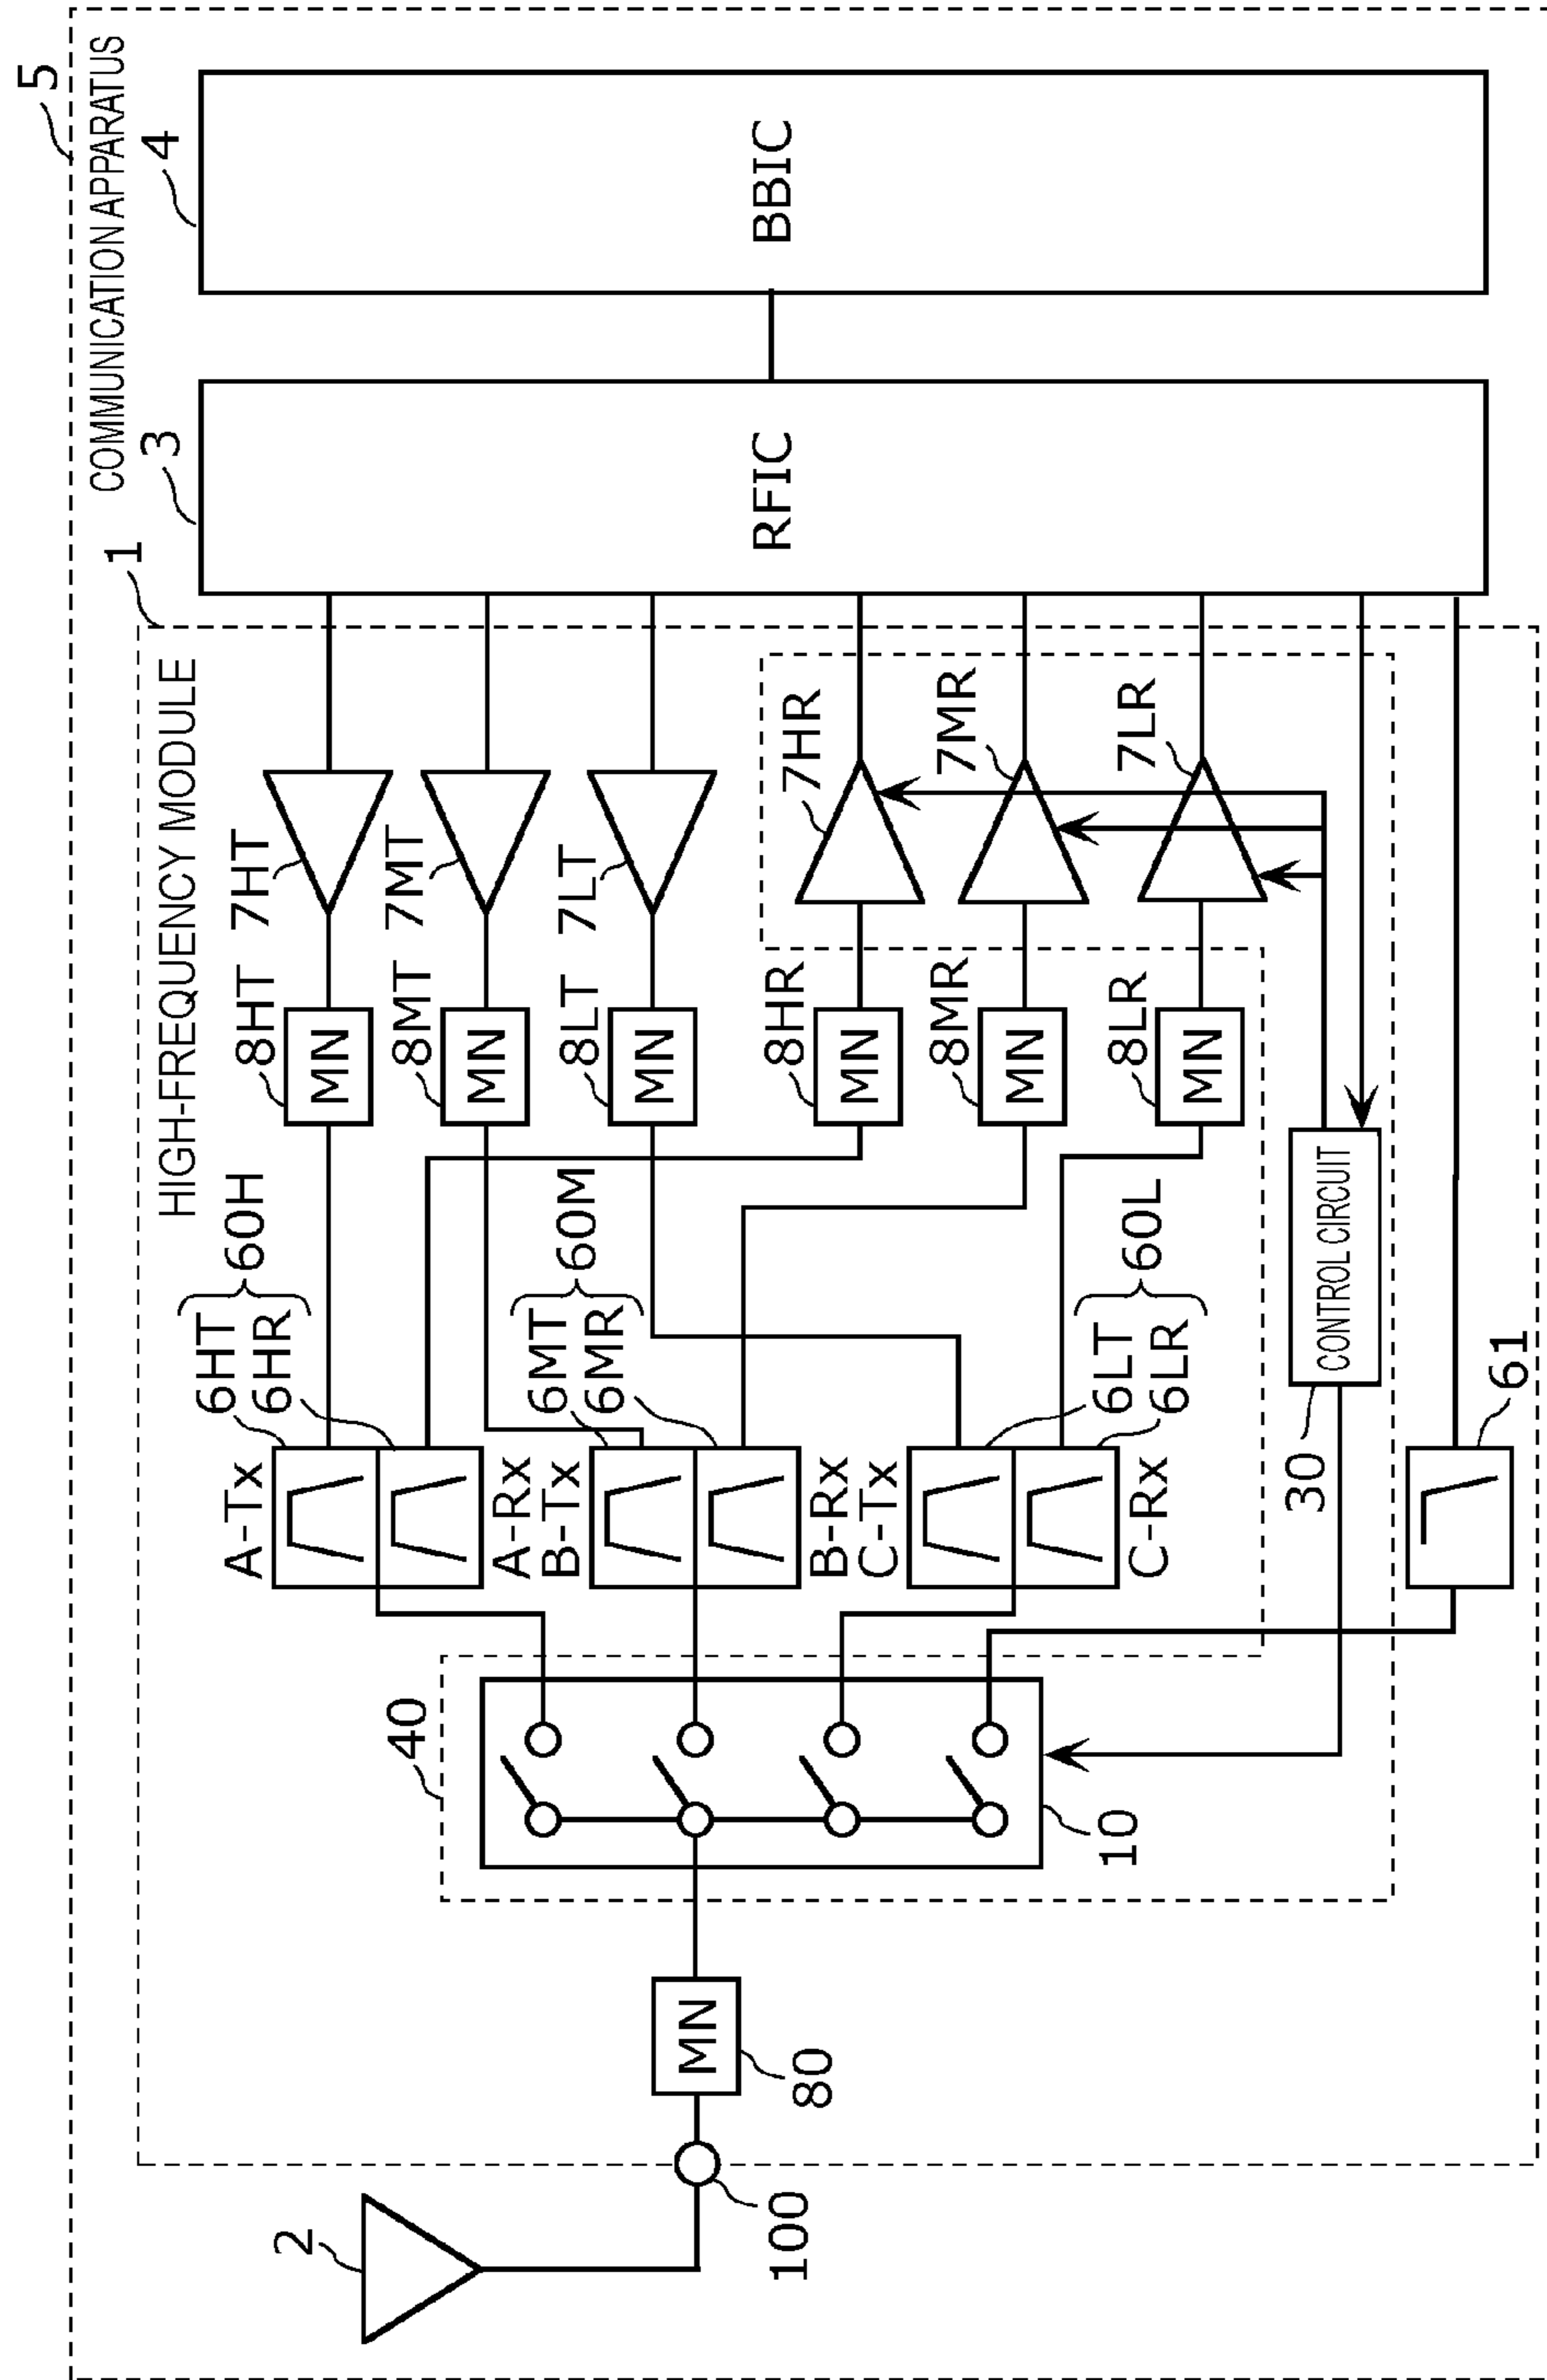 5
COMMUNICATION APPARATUS
4
BBIC
3
RFIC
1
HIGH-FREQUENCY MODULE
7HT
7MT
7LT
7HR
7MR
7LR
8HT
MN
8MT
MN
8LT
MN
8HR
MN
8MR
MN
8LR
MN
6HT
6HR
60H
6MT
6MR
60M
6LT
6LR
60L
A-Tx
A-Rx
B-Tx
B-Rx
C-Tx
C-Rx
CONTROL CIRCUIT
30
61
40
10
MN
80
2
100